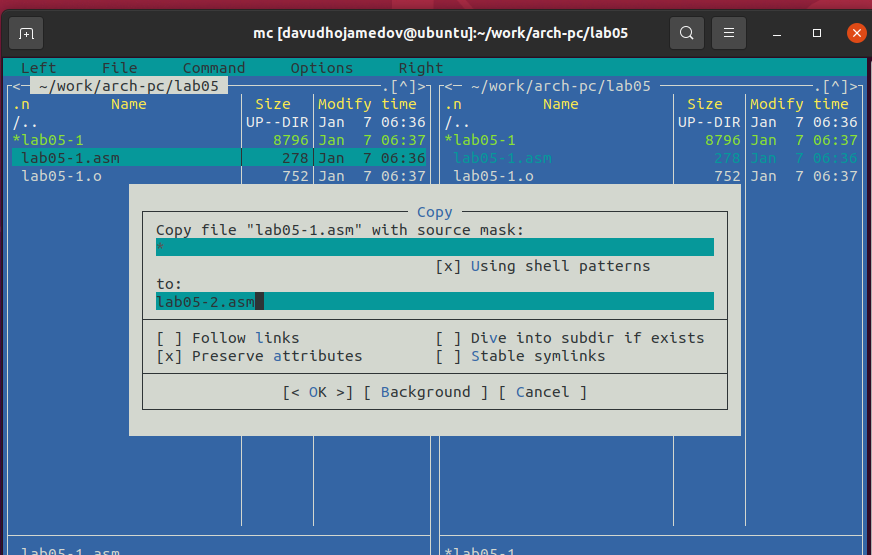 mc [davudhojamedov@ubuntu]:~/work/arch-pc/lab05
Left File Command Options Right
<─ ~/work/arch-pc/lab05 ─.[^]>
.n Name Size Modify time
/.. UP--DIR Jan 7 06:36
*lab05-1 8796 Jan 7 06:37
lab05-1.asm 278 Jan 7 06:36
lab05-1.o 752 Jan 7 06:37
<─ ~/work/arch-pc/lab05 ─.[^]>
.n Name Size Modify time
/.. UP--DIR Jan 7 06:36
*lab05-1 8796 Jan 7 06:37
lab05-1.asm 278 Jan 7 06:36
lab05-1.o 752 Jan 7 06:37
Copy
Copy file "lab05-1.asm" with source mask:
*
[x] Using shell patterns
to:
lab05-2.asm
[ ] Follow links [ ] Dive into subdir if exists
[x] Preserve attributes [ ] Stable symlinks
[< OK >] [ Background ] [ Cancel ]
lab05-1.asm *lab05-1